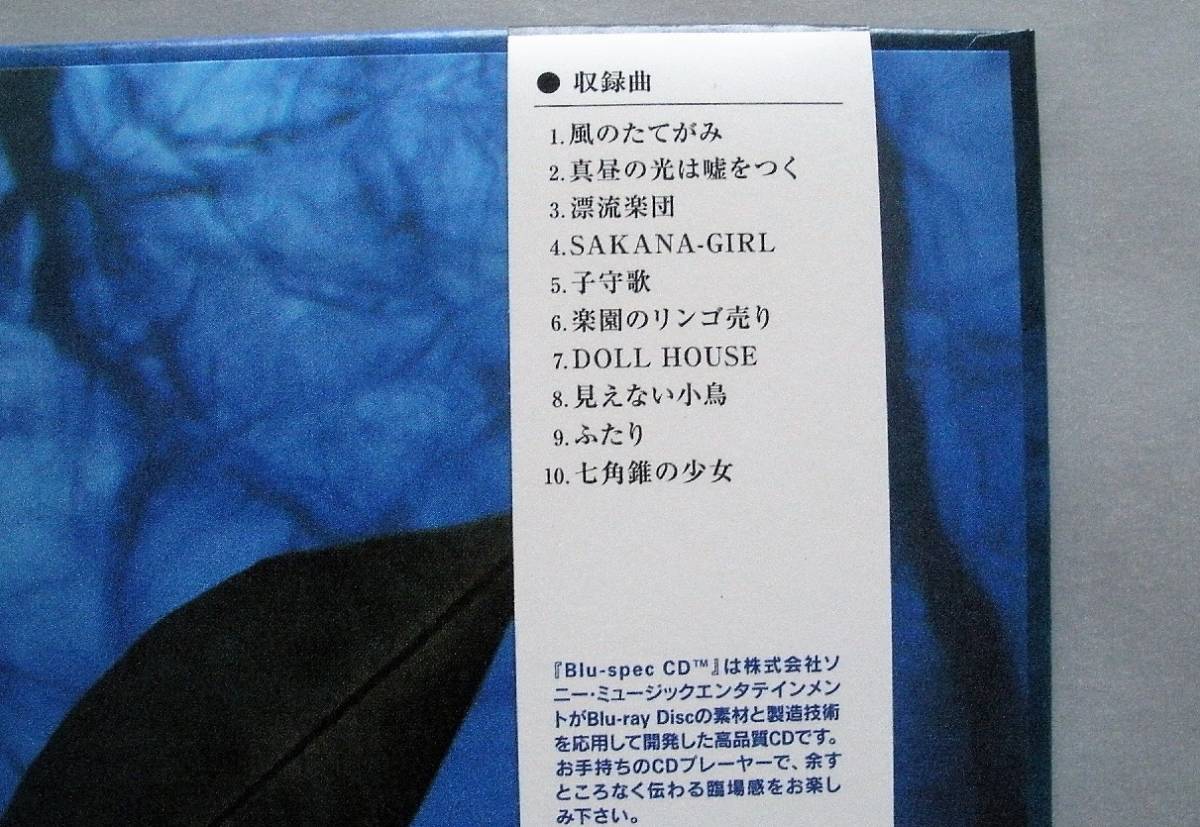 ● 収録曲
1. 風のたてがみ
2. 真昼の光は嘘をつく
3. 漂流楽団
4. SAKANA-GIRL
5. 子守歌
6. 楽園のリンゴ売り
7. DOLL HOUSE
8. 見えない小鳥
9. ふたり
10. 七角錐の少女
『Blu-spec CD™』は株式会社ソ
ニー・ミュージックエンタテインメン
トがBlu-ray Discの素材と製造技術
を応用して開発した高品質CDです。
お手持ちのCDプレーヤーで、余す
ところなく伝わる臨場感をお楽し
み下さい。